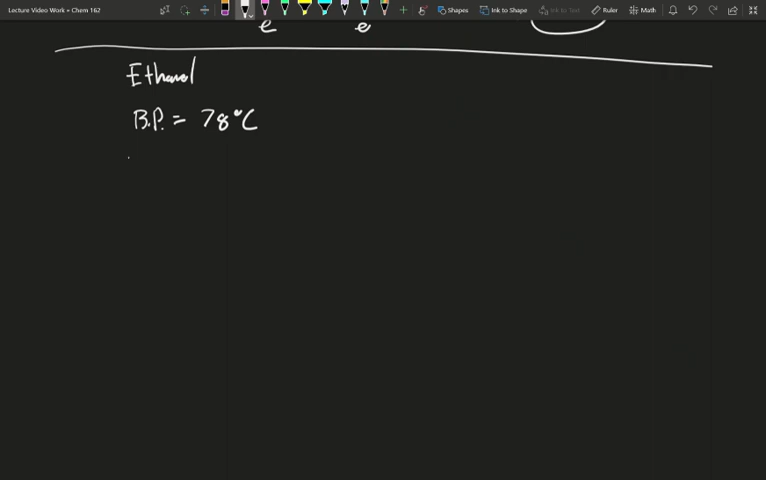 Lecture Video Work » Chem 162
Shapes
Ink to Shape
Ink to Text
Ruler
Math
e e
Ethanol
B.P. = 78°C